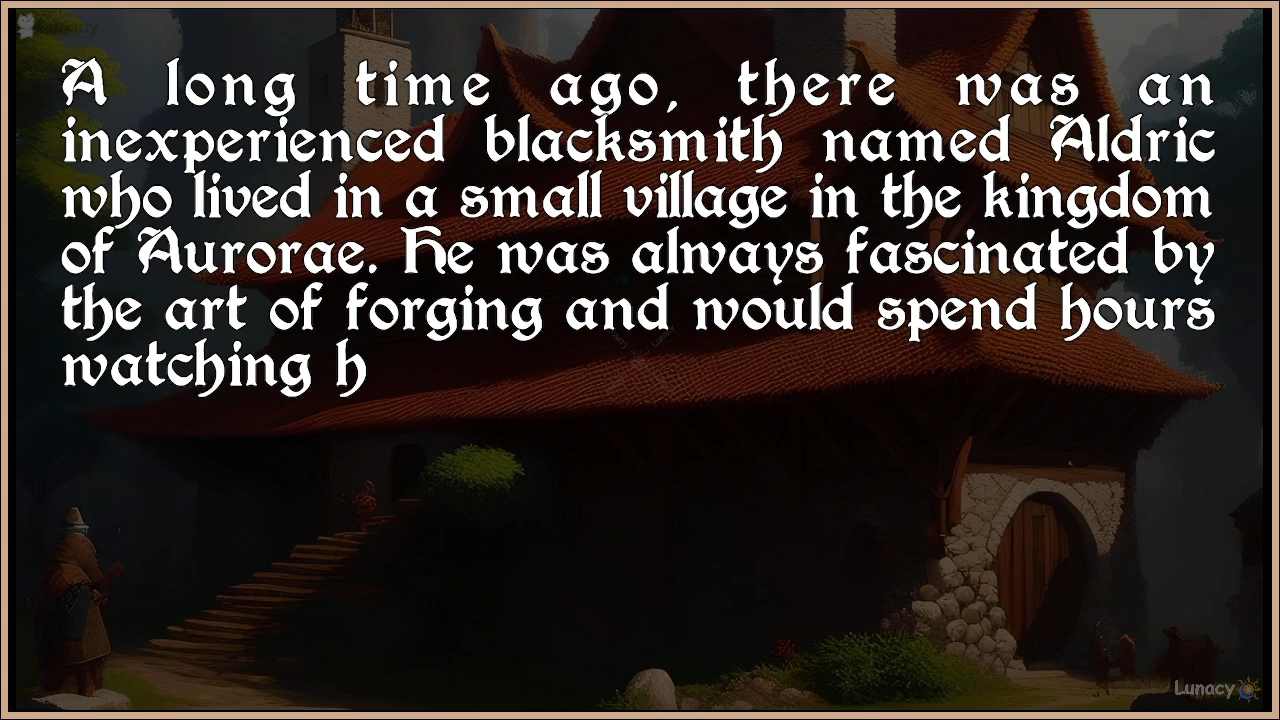 A long time ago, there was an
inexperienced blacksmith named Aldric
who lived in a small village in the kingdom
of Aurorae. He was always fascinated by
the art of forging and would spend hours
watching h
Lunacy
Lunacy